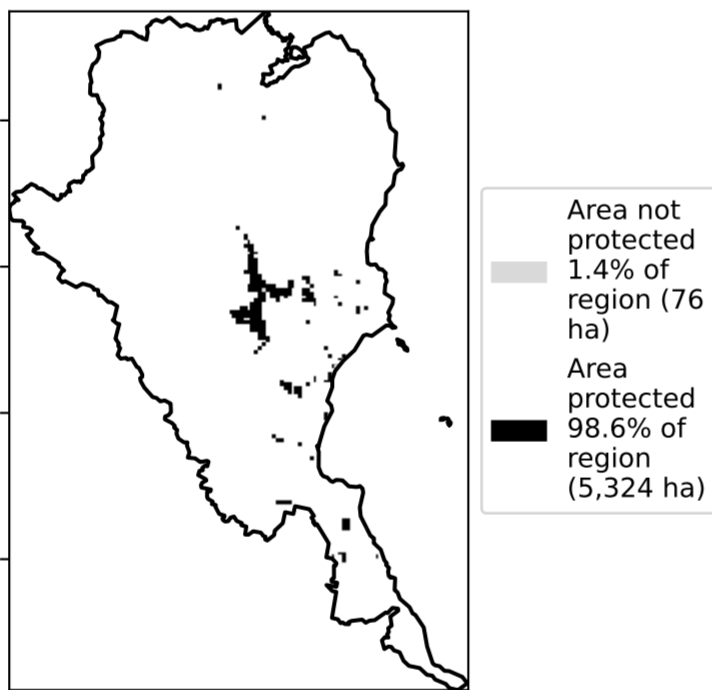 Area not
protected
1.4% of
region (76
ha)
Area
protected
98.6% of
region
(5,324 ha)